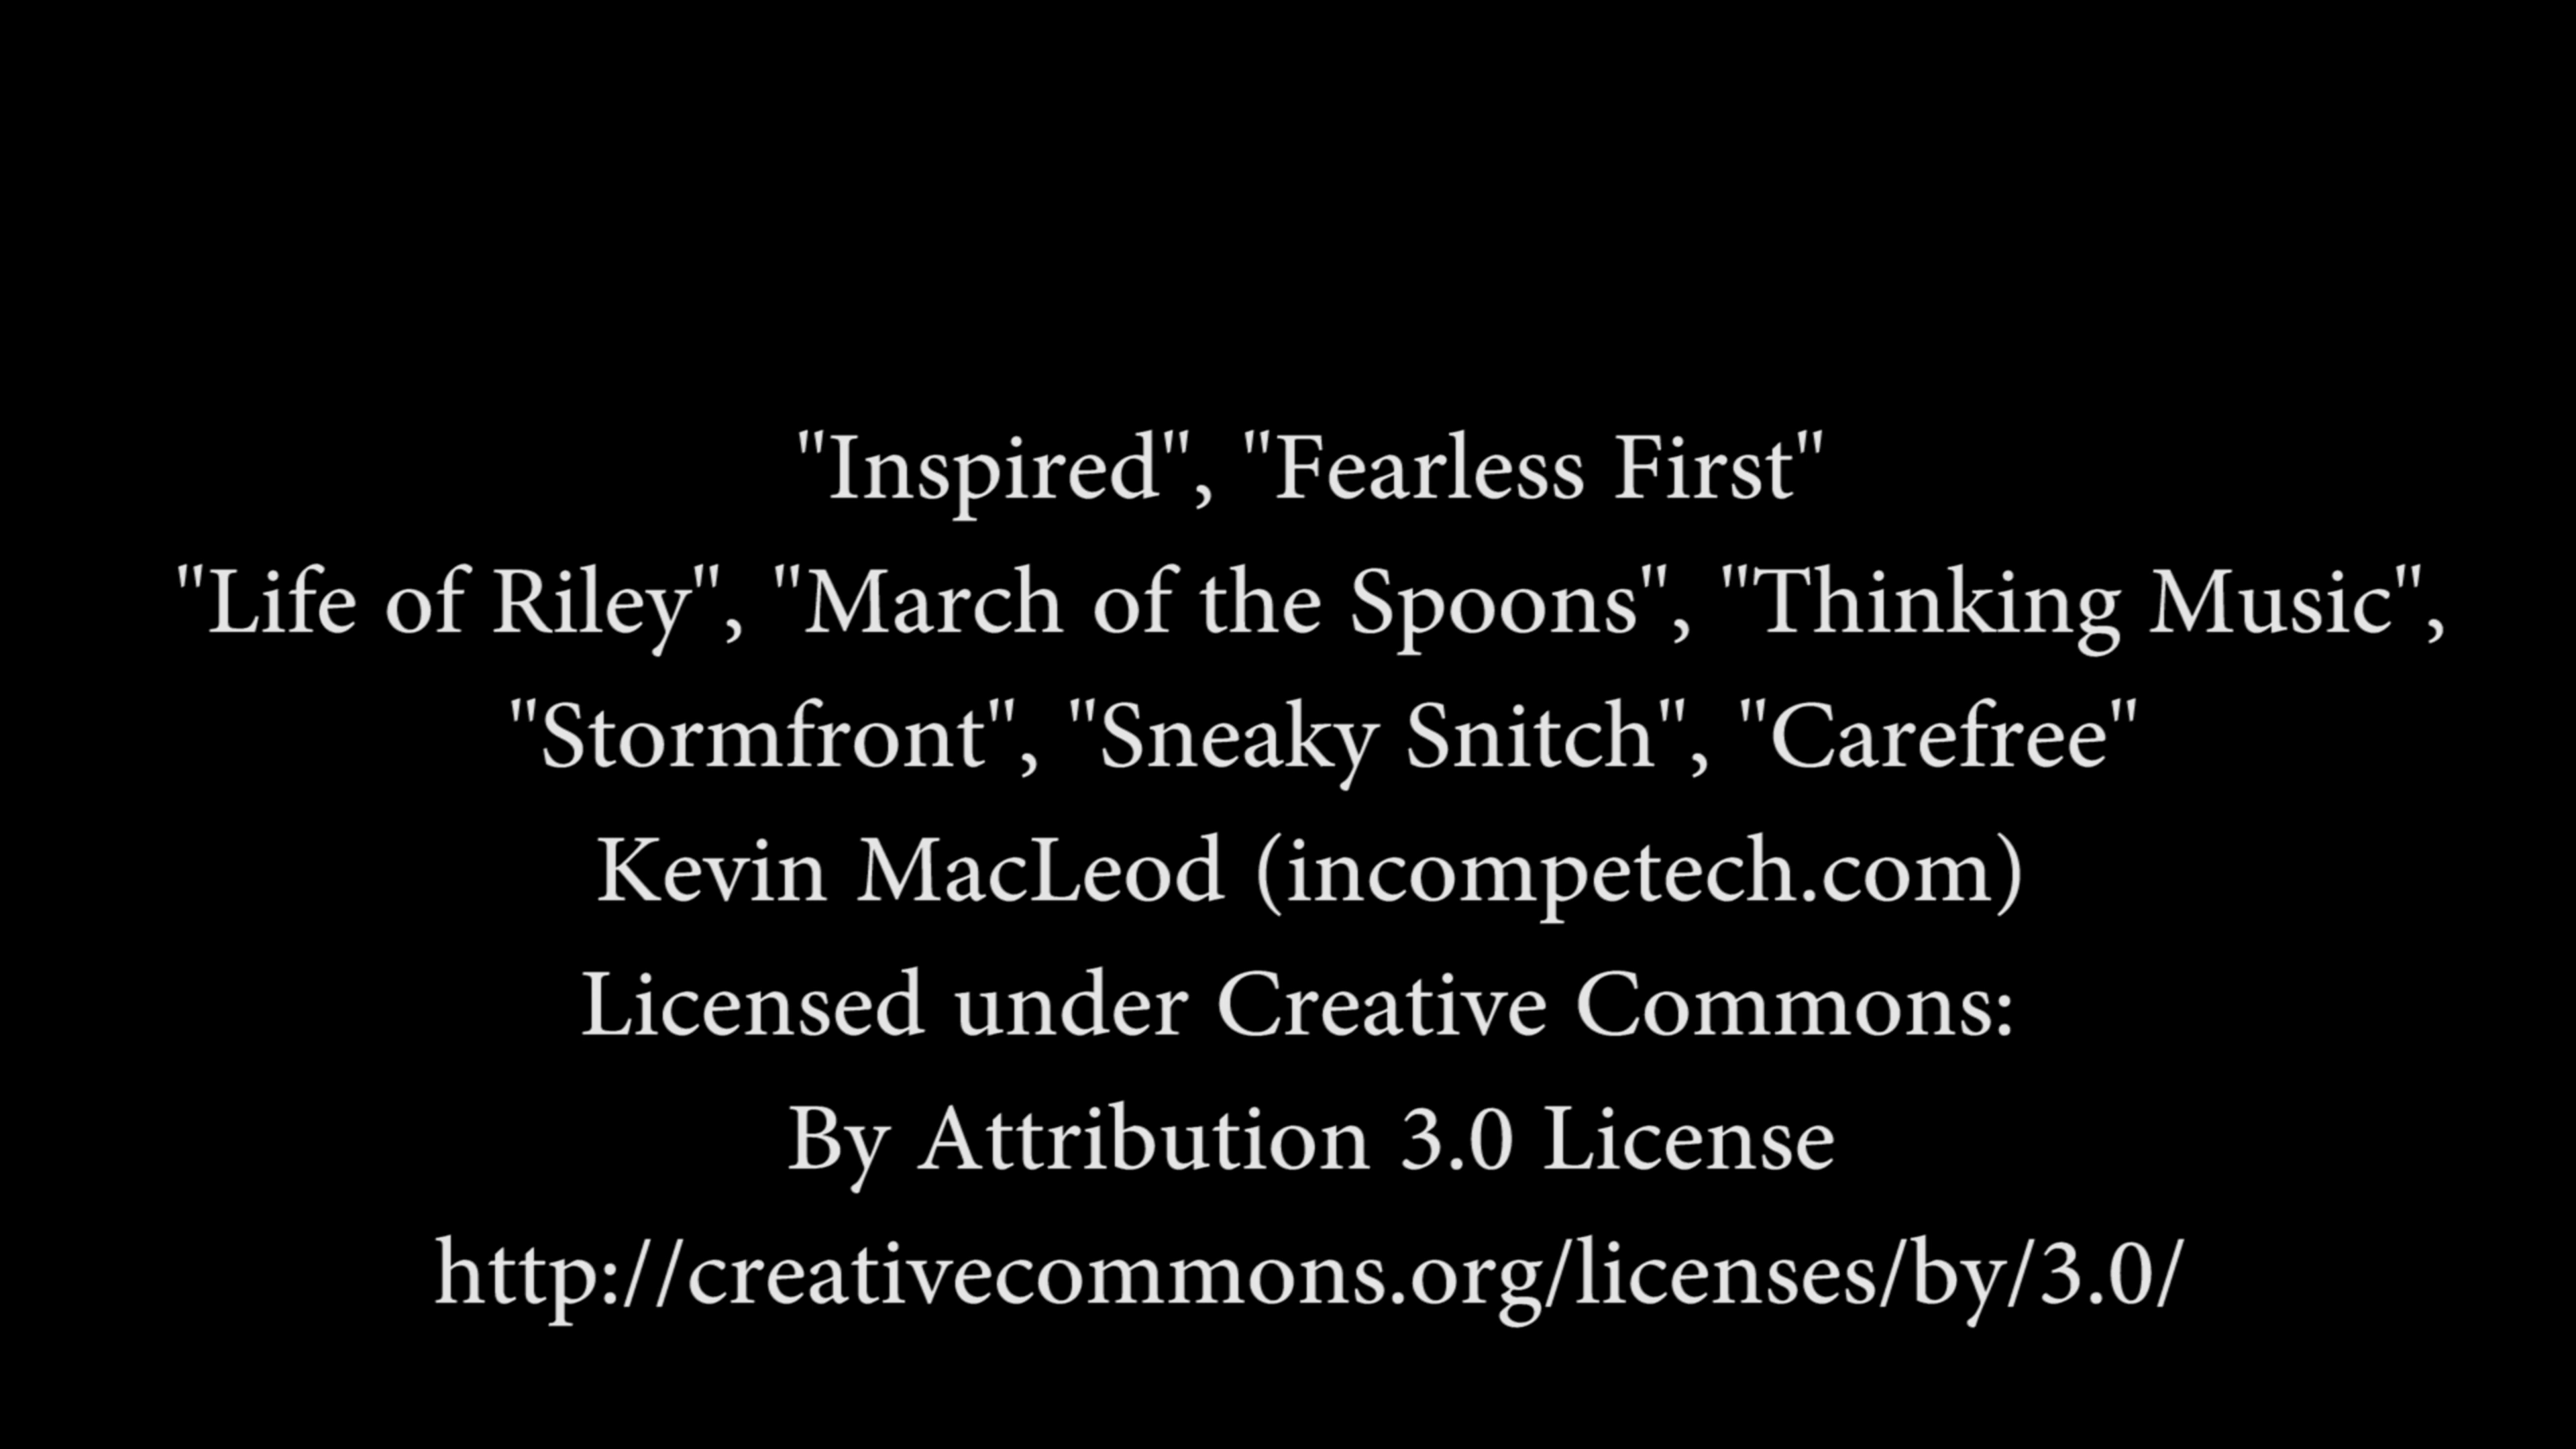 "Inspired", "Fearless First"
"Life of Riley", "March of the Spoons", "Thinking Music",
"Stormfront", "Sneaky Snitch", "Carefree"
Kevin MacLeod (incompetech.com)
Licensed under Creative Commons:
By Attribution 3.0 License
http://creativecommons.org/licenses/by/3.0/